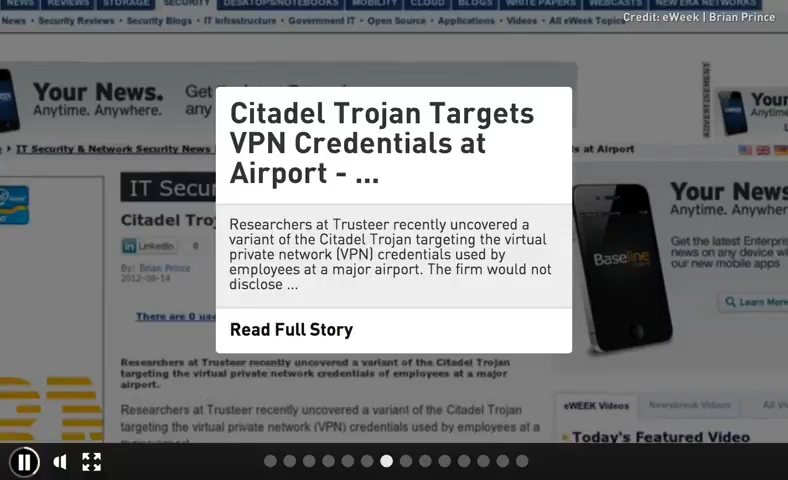 NEWS REVIEWS STORAGE SECURITY DESKTOPS/NOTEBOOKS MOBILITY CLOUD BLOGS WHITE PAPERS WEBCASTS NEW ERA NETWORKS
News • Security Reviews • Security Blogs • IT Infrastructure • Government IT • Open Source • Applications • Videos • All eWeek Topics
Credit: eWeek | Brian Prince
Your News.
Anytime. Anywhere.
Get
any
ADVERTISEMENT
Your
Anytime
IT Security & Network Security News
s at Airport
Citadel Trojan Targets
VPN Credentials at
Airport - ...
Researchers at Trusteer recently uncovered a
variant of the Citadel Trojan targeting the virtual
private network (VPN) credentials used by
employees at a major airport. The firm would not
disclose ...
Read Full Story
intel
IT Secur
Citadel Tro
in LinkedIn 0
By: Brian Prince
2012-08-14
There are 0 use
Researchers at Trusteer recently uncovered a variant of the Citadel Trojan
targeting the virtual private network credentials of employees at a major
airport.
Researchers at Trusteer recently uncovered a variant of the Citadel Trojan
targeting the virtual private network (VPN) credentials used by employees at a
Baseline
Your News
Anytime. Anywhere
Get the latest Enterpris
news on any device wi
our new mobile apps
Learn More
eWEEK Videos Newsbreak Videos All Vi
Today's Featured Video